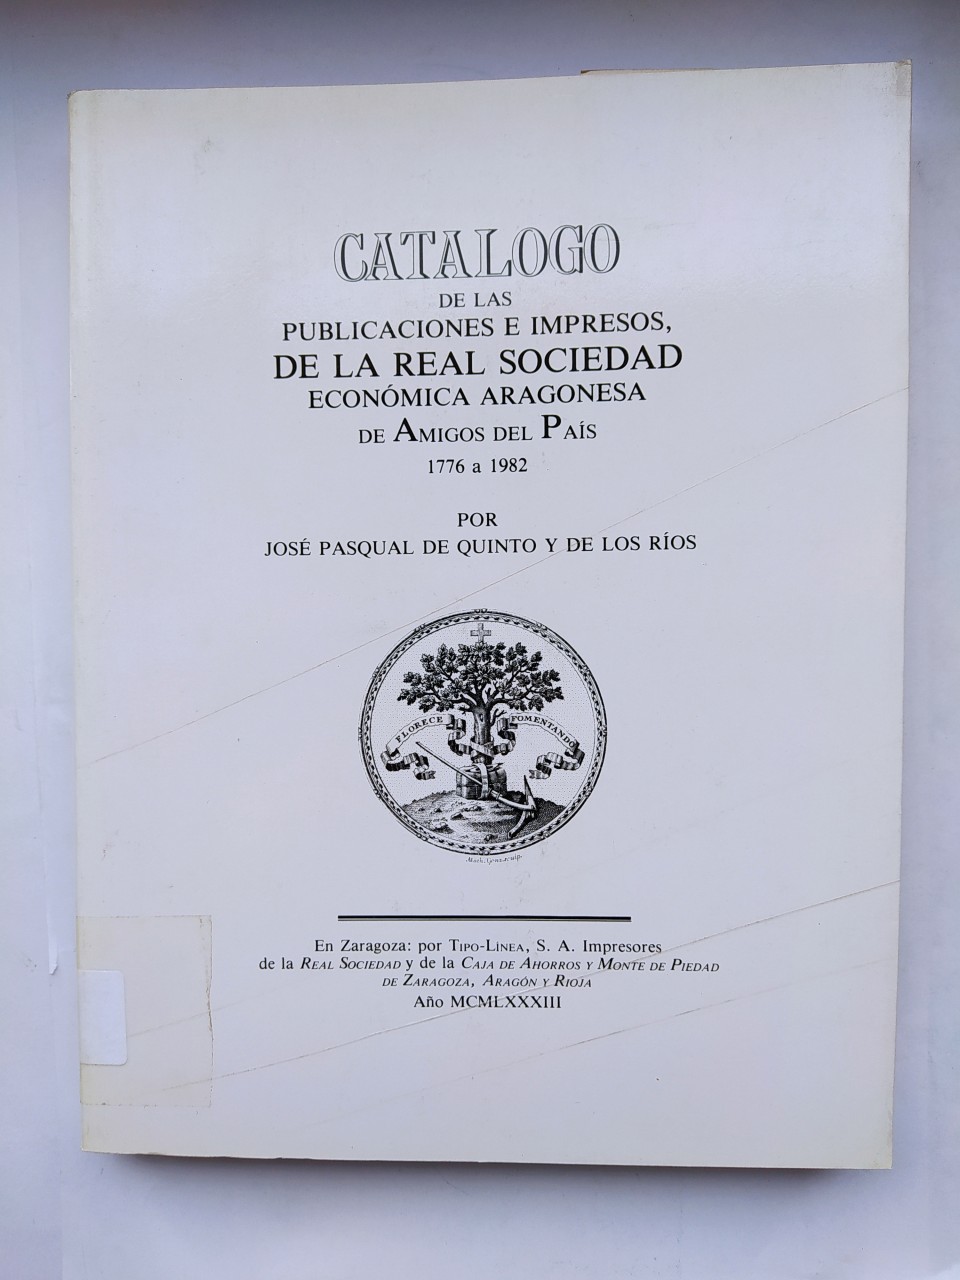 CATALOGO
DE LAS
PUBLICACIONES E IMPRESOS,
DE LA REAL SOCIEDAD
ECONÓMICA ARAGONESA
DE AMIGOS DEL PAÍS
1776 a 1982
POR
JOSÉ PASQUAL DE QUINTO Y DE LOS RÍOS
FLORECE FOMENTANDO
En Zaragoza: por TIPO-LÍNEA, S. A. Impresores
de la REAL SOCIEDAD y de la CAJA DE AHORROS Y MONTE DE PIEDAD
DE ZARAGOZA, ARAGÓN Y RIOJA
Año MCMLXXXIII